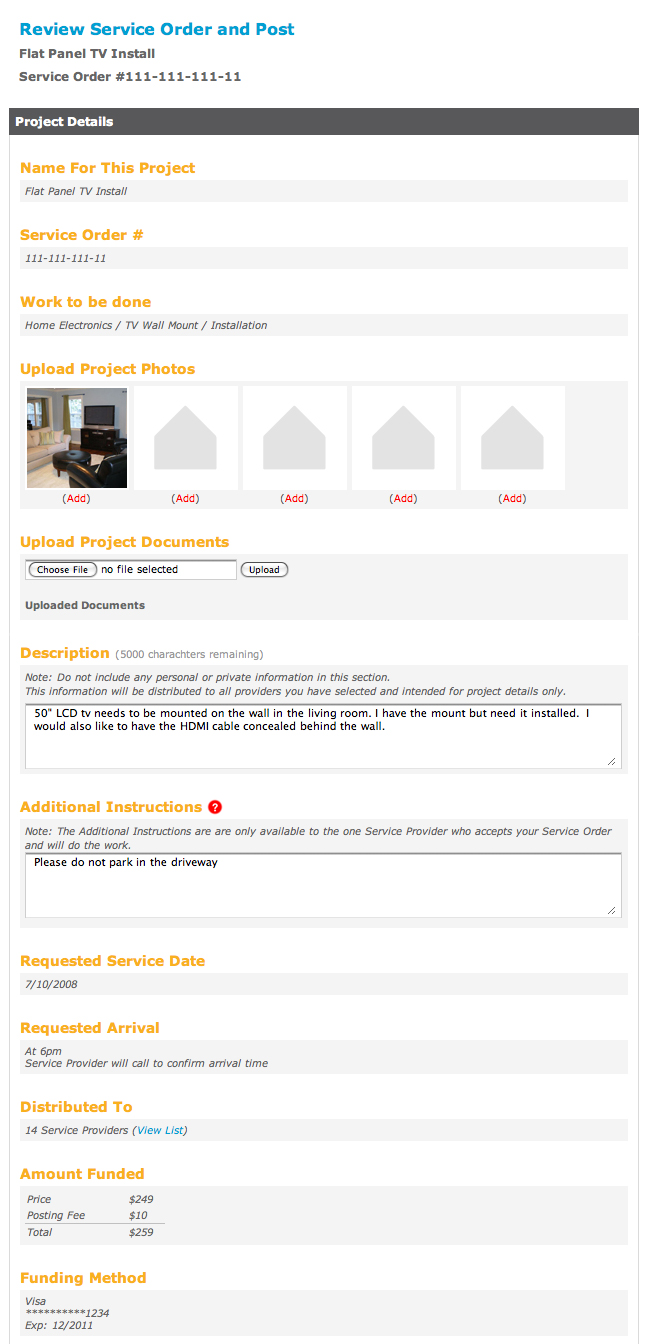 Review Service Order and Post
Flat Panel TV Install
Service Order #111-111-111-11
Project Details
Name For This Project
Flat Panel TV Install
Service Order #
111-111-111-11
Work to be done
Home Electronics / TV Wall Mount / Installation
Upload Project Photos
(Add) (Add) (Add) (Add) (Add)
Upload Project Documents
Choose File no file selected Upload
Uploaded Documents
Description (5000 charachters remaining)
Note: Do not include any personal or private information in this section.
This information will be distributed to all providers you have selected and intended for project details only.
50" LCD tv needs to be mounted on the wall in the living room. I have the mount but need it installed. I
would also like to have the HDMI cable concealed behind the wall.
Additional Instructions ?
Note: The Additional Instructions are are only available to the one Service Provider who accepts your Service Order
and will do the work.
Please do not park in the driveway
Requested Service Date
7/10/2008
Requested Arrival
At 6pm
Service Provider will call to confirm arrival time
Distributed To
14 Service Providers (View List)
Amount Funded
Price $249
Posting Fee $10
Total $259
Funding Method
Visa
**********1234
Exp: 12/2011